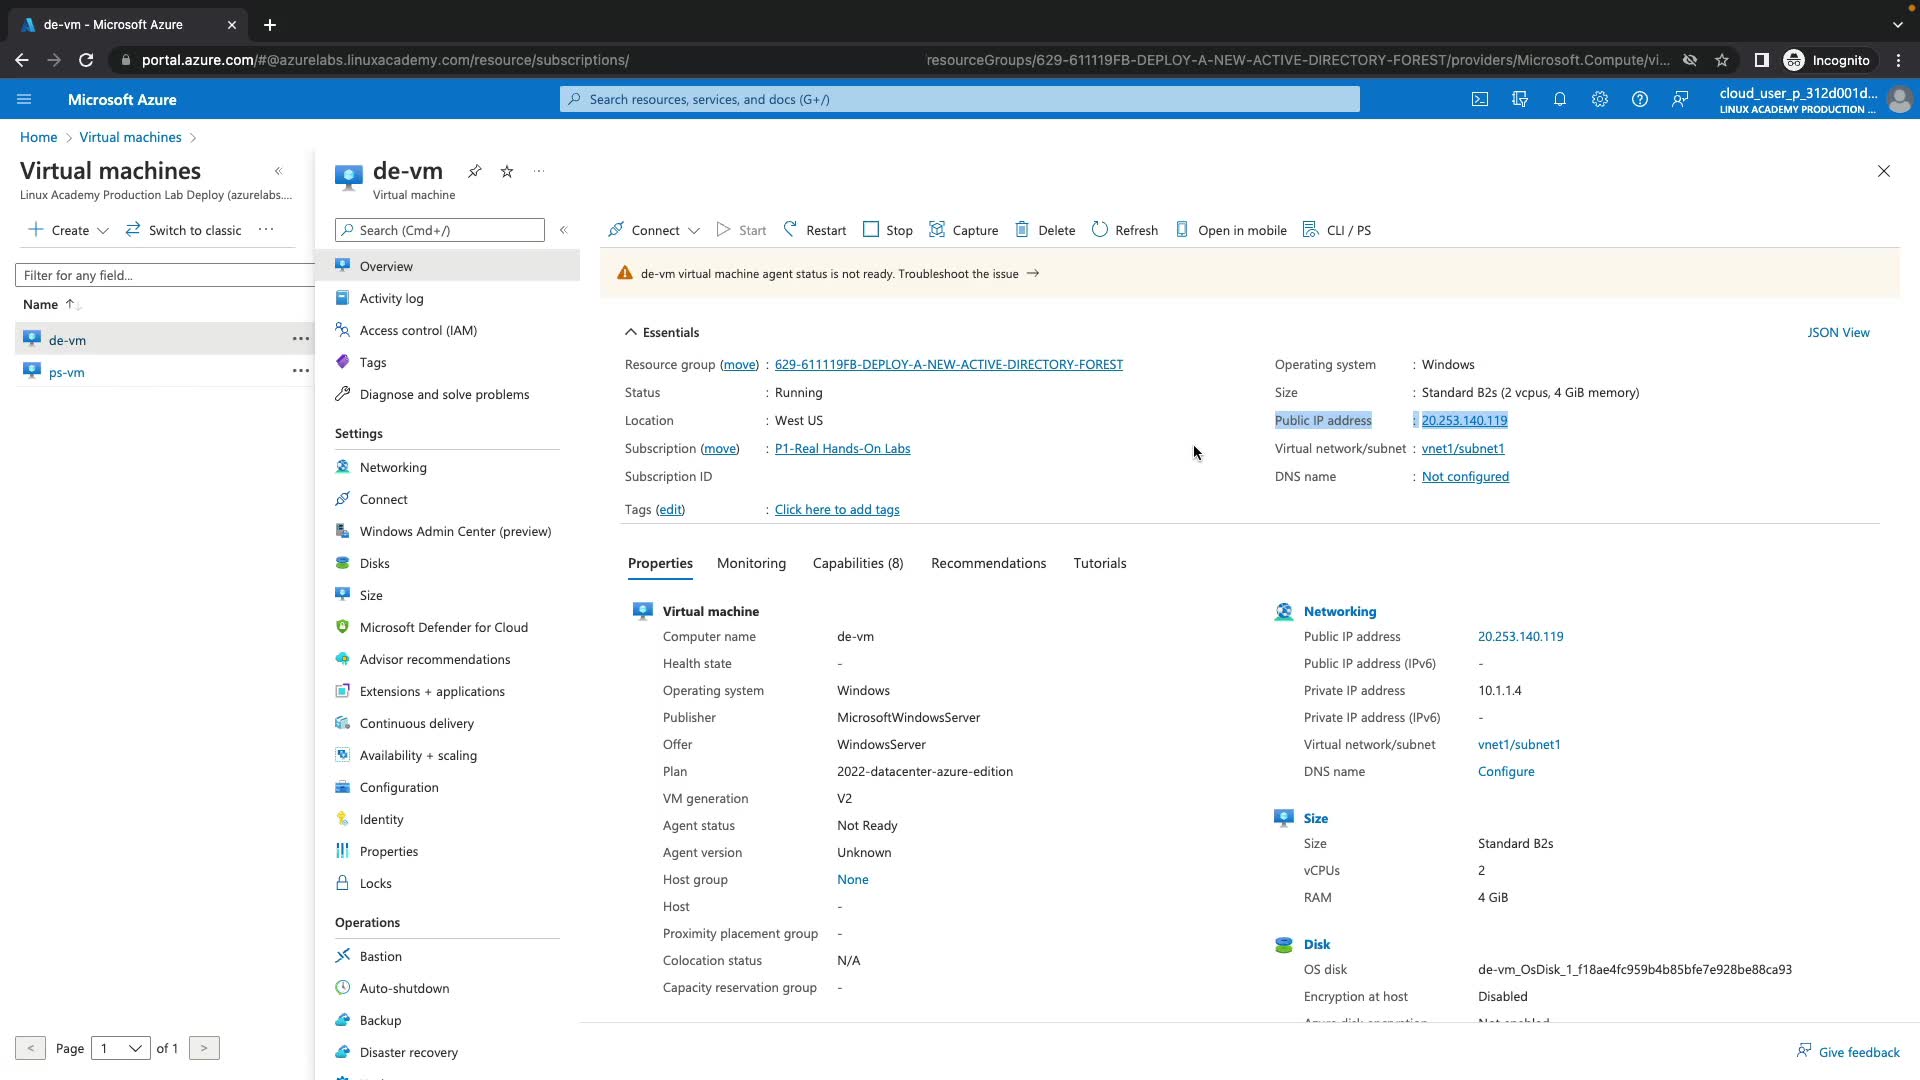 de-vm - Microsoft Azure
portal.azure.com/#@azurelabs.linuxacademy.com/resource/subscriptions/
resourceGroups/629-611119FB-DEPLOY-A-NEW-ACTIVE-DIRECTORY-FOREST/providers/Microsoft.Compute/vi...
Incognito
Microsoft Azure
Search resources, services, and docs (G+/)
cloud_user_p_312d001d...
LINUX ACADEMY PRODUCTION ...
Home > Virtual machines >
Virtual machines
Linux Academy Production Lab Deploy (azurelabs....
Create
Switch to classic
Filter for any field...
Name
de-vm
ps-vm
< Page 1 of 1 >
de-vm
Virtual machine
Search (Cmd+/)
Overview
Activity log
Access control (IAM)
Tags
Diagnose and solve problems
Settings
Networking
Connect
Windows Admin Center (preview)
Disks
Size
Microsoft Defender for Cloud
Advisor recommendations
Extensions + applications
Continuous delivery
Availability + scaling
Configuration
Identity
Properties
Locks
Operations
Bastion
Auto-shutdown
Backup
Disaster recovery
Connect Start Restart Stop Capture Delete Refresh Open in mobile CLI / PS
de-vm virtual machine agent status is not ready. Troubleshoot the issue →
Essentials
JSON View
Resource group (move) : 629-611119FB-DEPLOY-A-NEW-ACTIVE-DIRECTORY-FOREST
Status : Running
Location : West US
Subscription (move) : P1-Real Hands-On Labs
Subscription ID
Tags (edit) : Click here to add tags
Operating system : Windows
Size : Standard B2s (2 vcpus, 4 GiB memory)
Public IP address : 20.253.140.119
Virtual network/subnet : vnet1/subnet1
DNS name : Not configured
Properties Monitoring Capabilities (8) Recommendations Tutorials
Virtual machine
Computer name de-vm
Health state -
Operating system Windows
Publisher MicrosoftWindowsServer
Offer WindowsServer
Plan 2022-datacenter-azure-edition
VM generation V2
Agent status Not Ready
Agent version Unknown
Host group None
Host -
Proximity placement group -
Colocation status N/A
Capacity reservation group -
Networking
Public IP address 20.253.140.119
Public IP address (IPv6) -
Private IP address 10.1.1.4
Private IP address (IPv6) -
Virtual network/subnet vnet1/subnet1
DNS name Configure
Size
Size Standard B2s
vCPUs 2
RAM 4 GiB
Disk
OS disk de-vm_OsDisk_1_f18ae4fc959b4b85bfe7e928be88ca93
Encryption at host Disabled
Give feedback